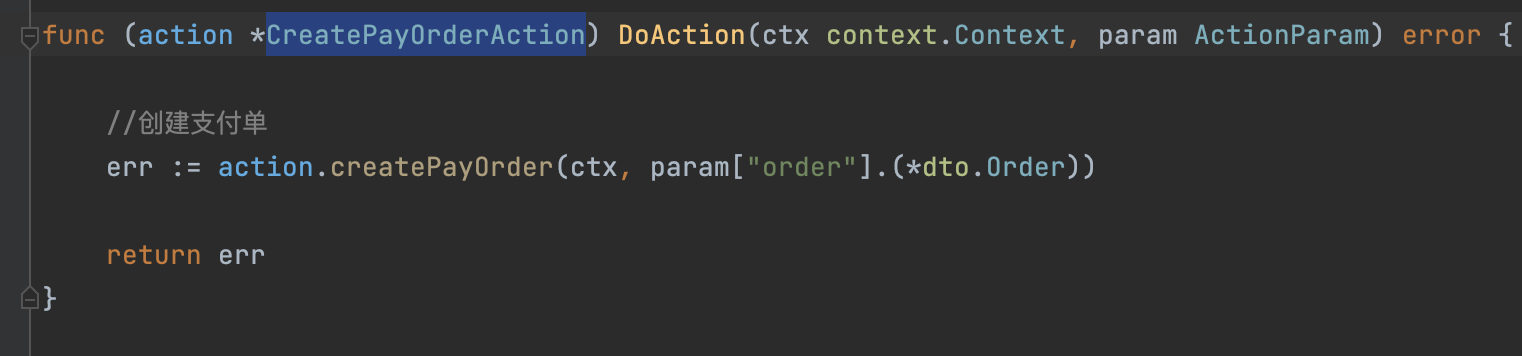 func (action *CreatePayOrderAction) DoAction(ctx context.Context, param ActionParam) error {
//创建支付单
err := action.createPayOrder(ctx, param["order"].(*dto.Order))
return err
}